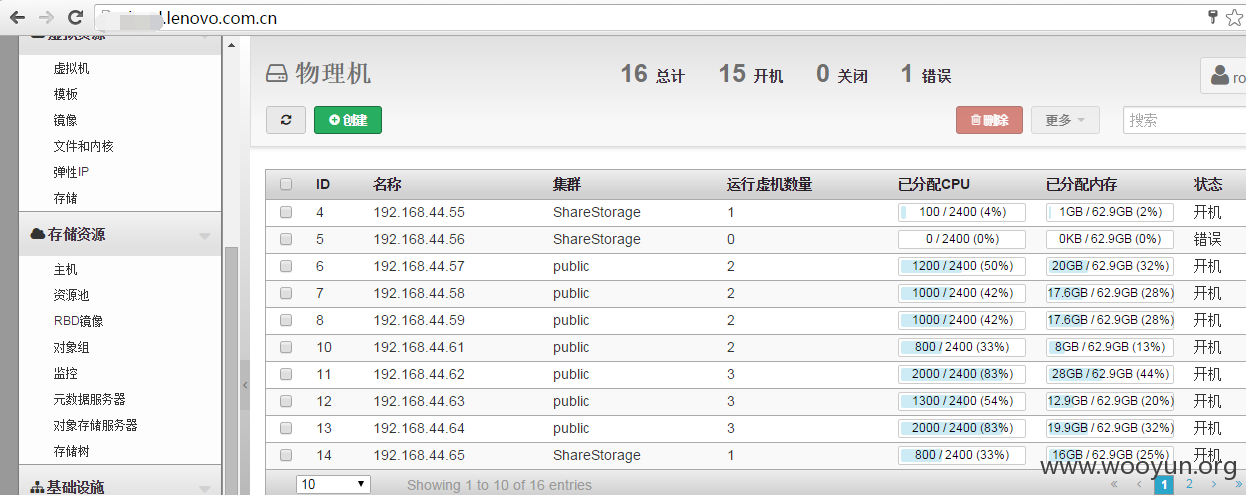 .lenovo.com.cn
虚拟资源
虚拟机
模板
镜像
文件和内核
弹性IP
存储
存储资源
主机
资源池
RBD镜像
对象组
监控
元数据服务器
对象存储服务器
存储树
基础设施
物理机
16 总计 15 开机 0 关闭 1 错误
ro
创建 删除 更多 搜索
ID 名称 集群 运行虚机数量 已分配CPU 已分配内存 状态
4 192.168.44.55 ShareStorage 1 100 / 2400 (4%) 1GB / 62.9GB (2%) 开机
5 192.168.44.56 ShareStorage 0 0 / 2400 (0%) 0KB / 62.9GB (0%) 错误
6 192.168.44.57 public 2 1200 / 2400 (50%) 20GB / 62.9GB (32%) 开机
7 192.168.44.58 public 2 1000 / 2400 (42%) 17.6GB / 62.9GB (28%) 开机
8 192.168.44.59 public 2 1000 / 2400 (42%) 17.6GB / 62.9GB (28%) 开机
10 192.168.44.61 public 2 800 / 2400 (33%) 8GB / 62.9GB (13%) 开机
11 192.168.44.62 public 3 2000 / 2400 (83%) 28GB / 62.9GB (44%) 开机
12 192.168.44.63 public 3 1300 / 2400 (54%) 12.9GB / 62.9GB (20%) 开机
13 192.168.44.64 public 3 2000 / 2400 (83%) 19.9GB / 62.9GB (32%) 开机
14 192.168.44.65 ShareStorage 1 800 / 2400 (33%) 16GB / 62.9GB (25%) 开机
10 Showing 1 to 10 of 16 entries « ‹ 1 2 › »
www.wooyun.org